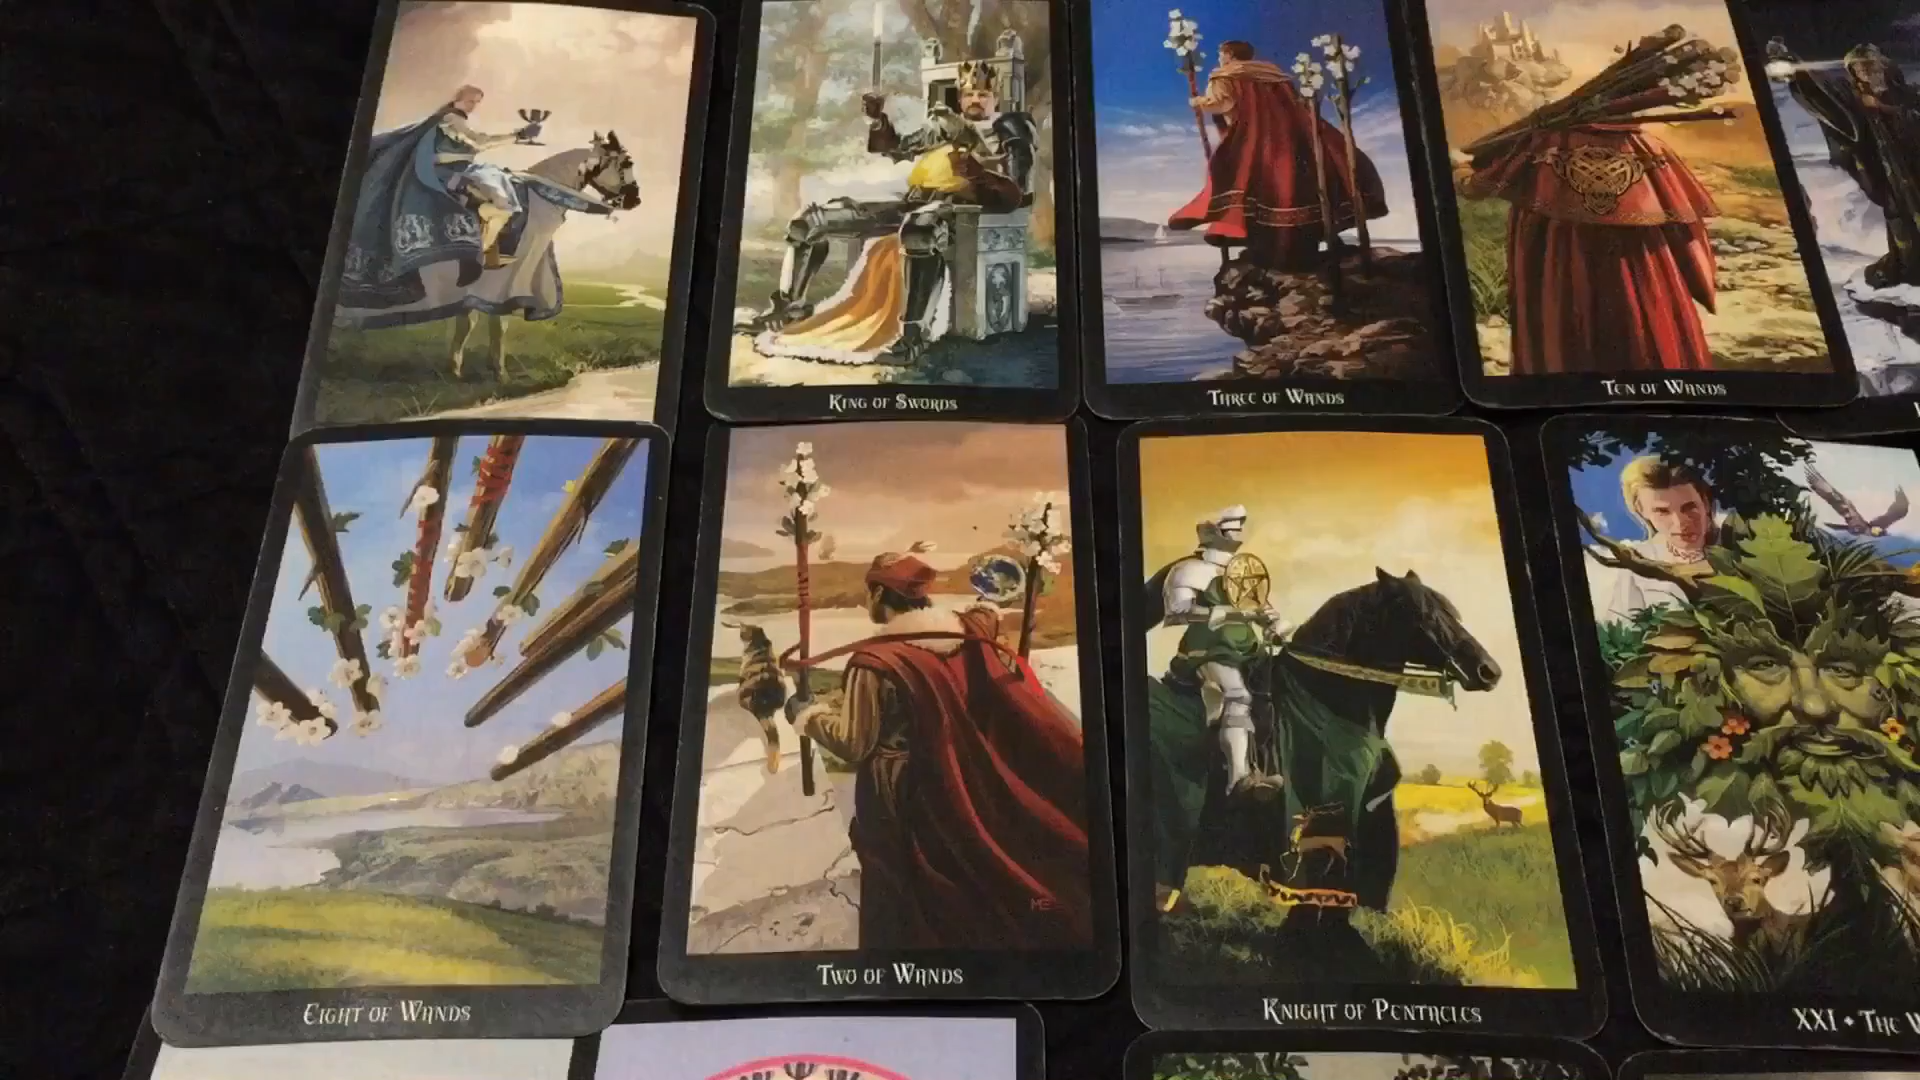 King of Swords
Three of Wands
Ten of Wands
Eight of Wands
Two of Wands
Knight of Pentacles
XXI • The